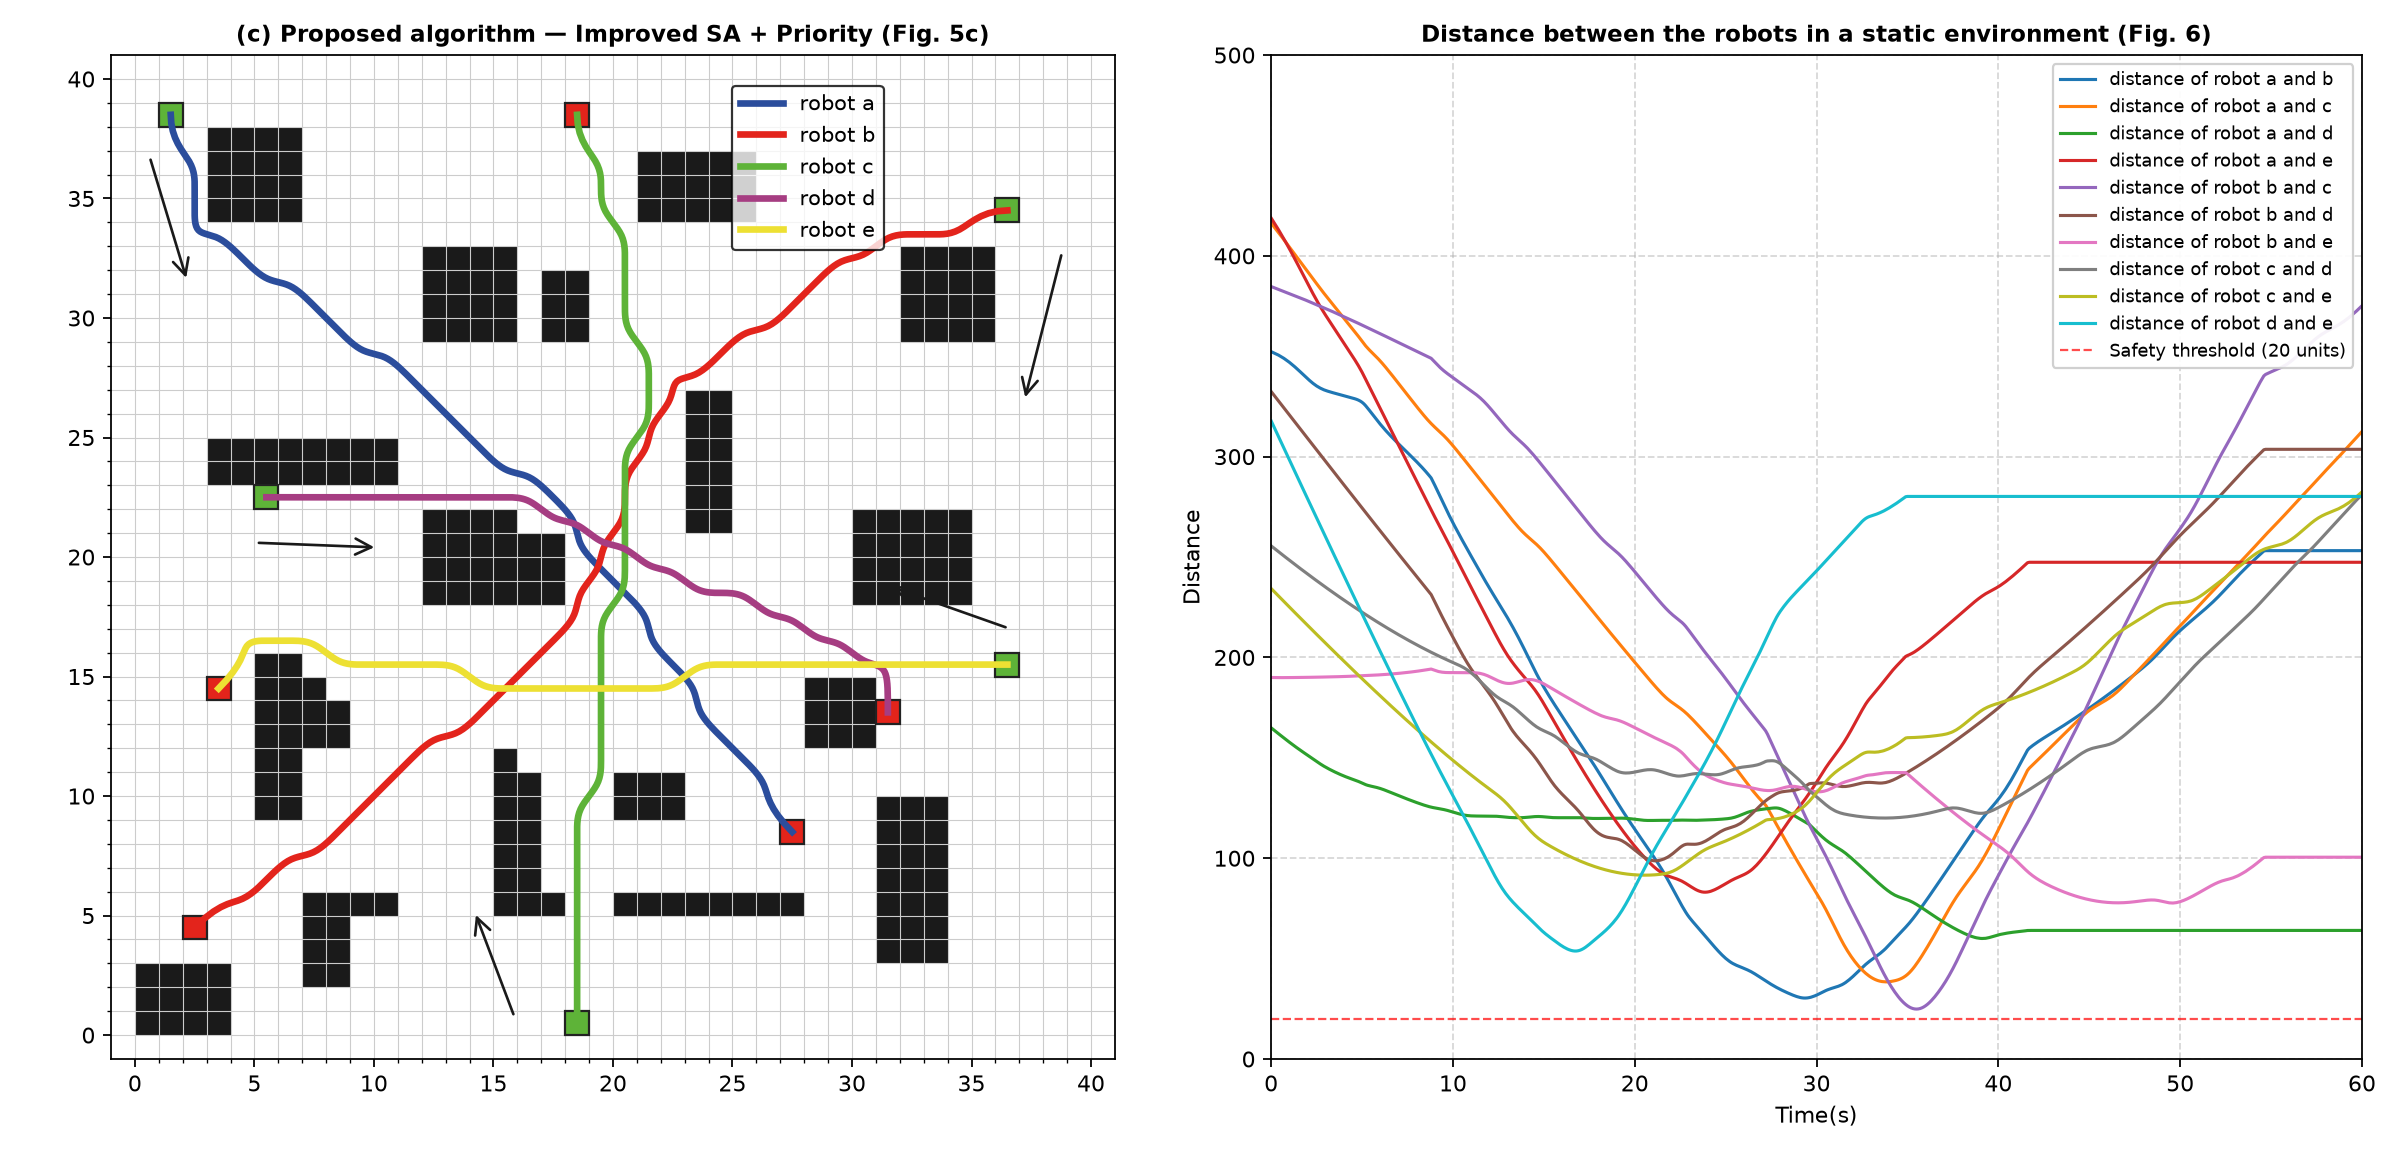 (c) Proposed algorithm — Improved SA + Priority (Fig. 5c)
robot a
robot b
robot c
robot d
robot e
40
35
30
25
20
15
10
5
0
0 5 10 15 20 25 30 35 40
Distance between the robots in a static environment (Fig. 6)
distance of robot a and b
distance of robot a and c
distance of robot a and d
distance of robot a and e
distance of robot b and c
distance of robot b and d
distance of robot b and e
distance of robot c and d
distance of robot c and e
distance of robot d and e
Safety threshold (20 units)
Distance
500
400
300
200
100
0
0 10 20 30 40 50 60
Time(s)